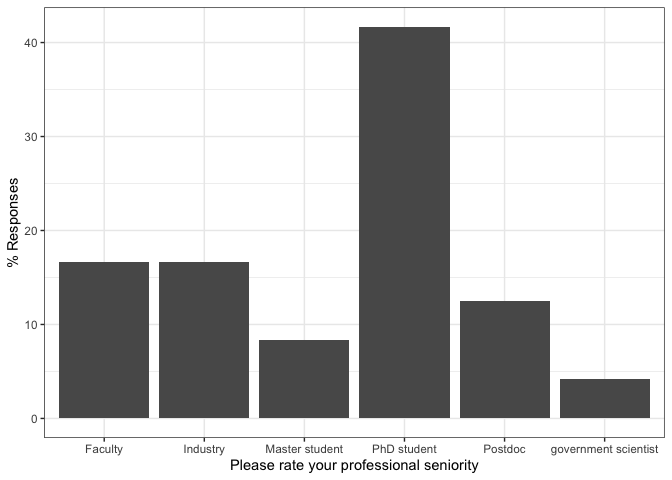 40
30
20
10
0
% Responses
Faculty Industry Master student PhD student Postdoc government scientist
Please rate your professional seniority